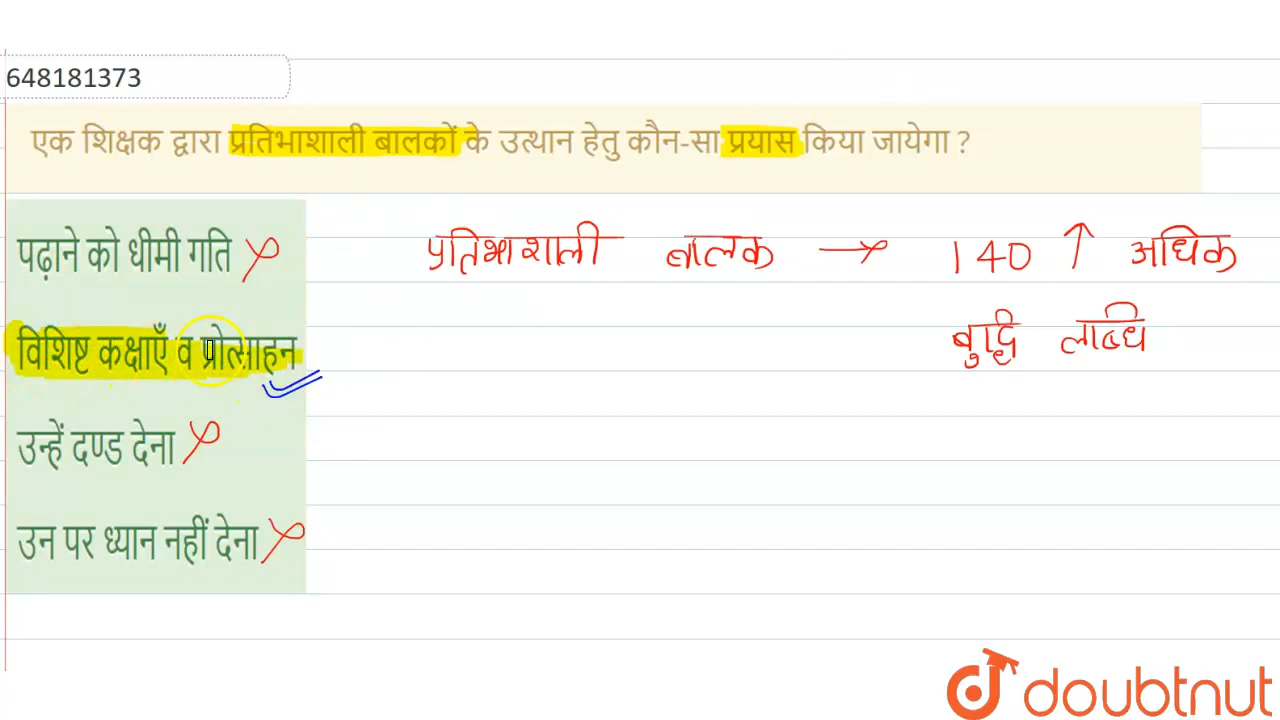 648181373
एक शिक्षक द्वारा प्रतिभाशाली बालकों के उत्थान हेतु कौन-सा प्रयास किया जायेगा ?
पढ़ाने को धीमी गति
प्रतिभाशाली बालक → 140 ↑ अधिक
बुद्धि लब्धि
विशिष्ट कक्षाएँ व प्रोत्साहन
उन्हें दण्ड देना
उन पर ध्यान नहीं देना
doubtnut